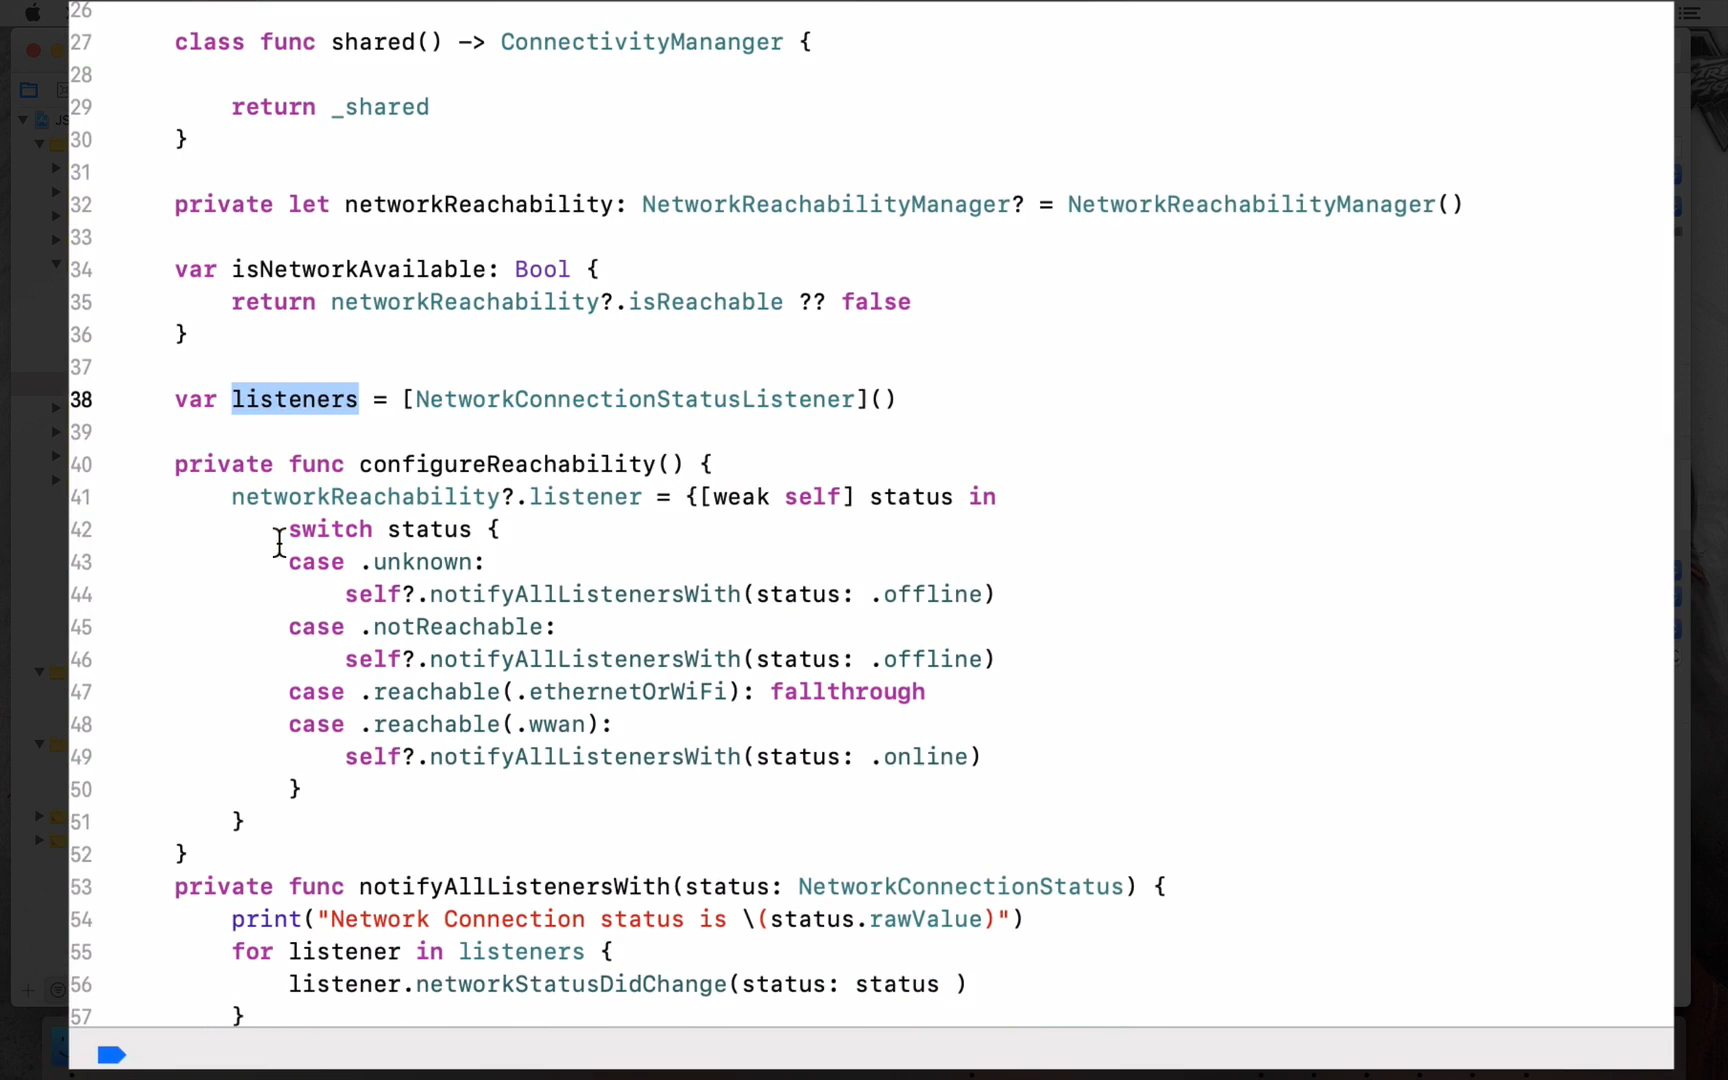 26
27 class func shared() -> ConnectivityMananger {
28
29 return _shared
30 }
31
32 private let networkReachability: NetworkReachabilityManager? = NetworkReachabilityManager()
33
34 var isNetworkAvailable: Bool {
35 return networkReachability?.isReachable ?? false
36 }
37
38 var listeners = [NetworkConnectionStatusListener]()
39
40 private func configureReachability() {
41 networkReachability?.listener = {[weak self] status in
42 switch status {
43 case .unknown:
44 self?.notifyAllListenersWith(status: .offline)
45 case .notReachable:
46 self?.notifyAllListenersWith(status: .offline)
47 case .reachable(.ethernetOrWiFi): fallthrough
48 case .reachable(.wwan):
49 self?.notifyAllListenersWith(status: .online)
50 }
51 }
52 }
53 private func notifyAllListenersWith(status: NetworkConnectionStatus) {
54 print("Network Connection status is \(status.rawValue)")
55 for listener in listeners {
56 listener.networkStatusDidChange(status: status )
57 }
JS